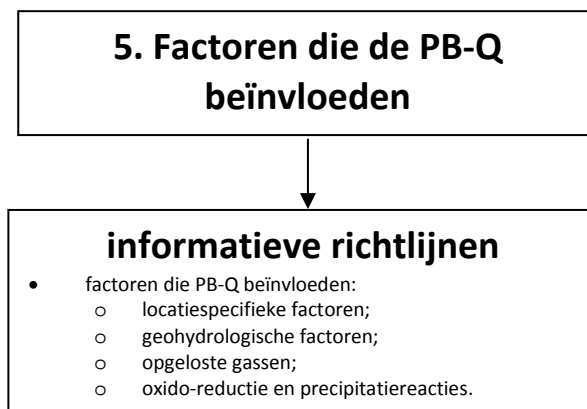 5. Factoren die de PB-Q
beïnvloeden
informatieve richtlijnen
• factoren die PB-Q beïnvloeden:
o locatiespecifieke factoren;
o geohydrologische factoren;
o opgeloste gassen;
o oxido-reductie en precipitatiereacties.